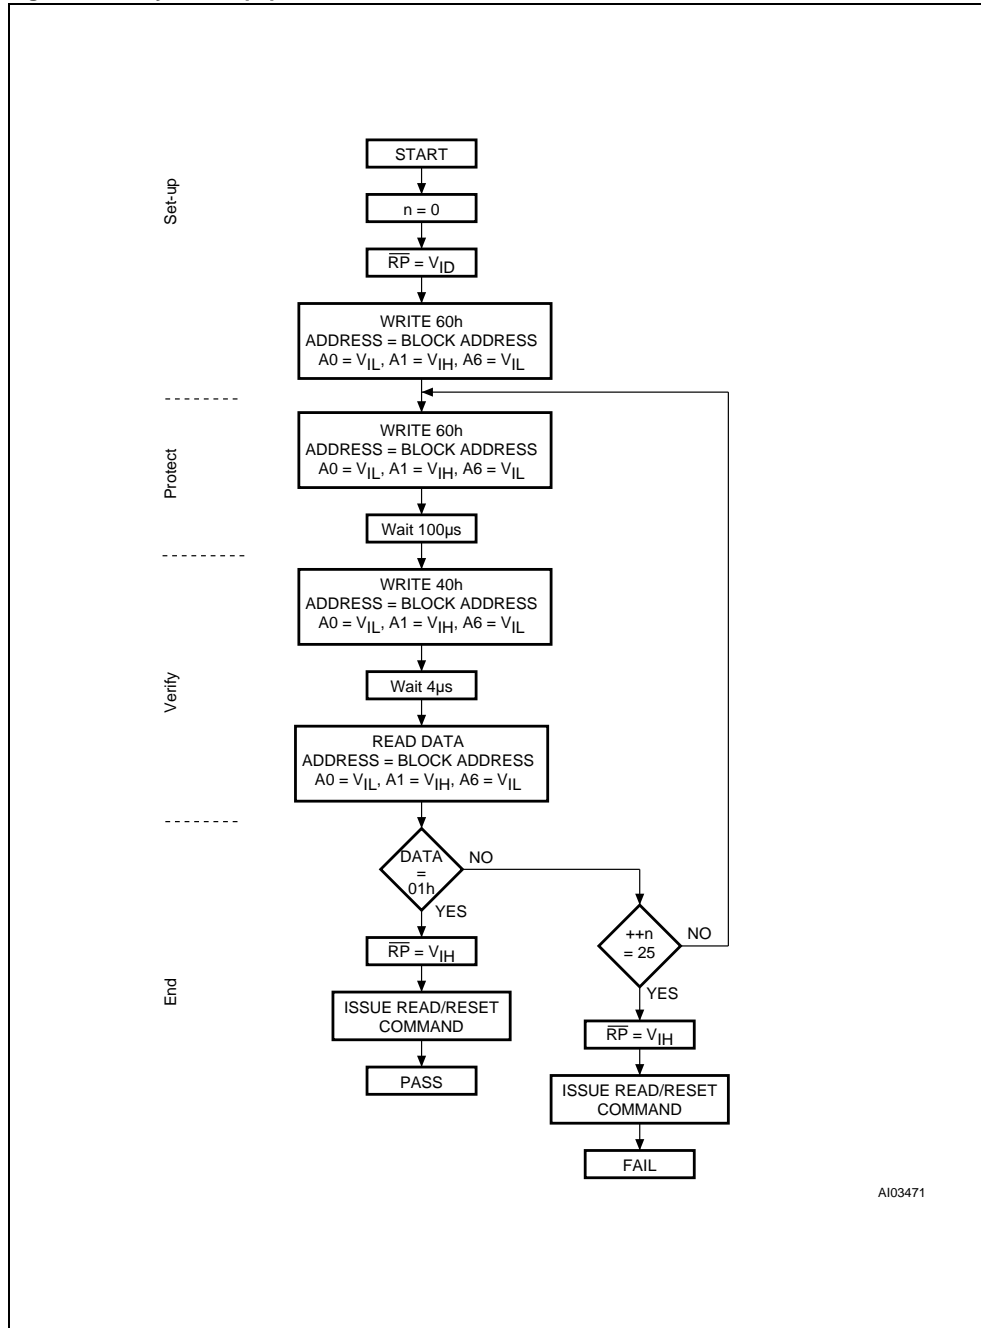 Set-up
START
n = 0
RP = VID
WRITE 60h
ADDRESS = BLOCK ADDRESS
A0 = VIL, A1 = VIH, A6 = VIL
Protect
WRITE 60h
ADDRESS = BLOCK ADDRESS
A0 = VIL, A1 = VIH, A6 = VIL
Wait 100µs
Verify
WRITE 40h
ADDRESS = BLOCK ADDRESS
A0 = VIL, A1 = VIH, A6 = VIL
Wait 4µs
READ DATA
ADDRESS = BLOCK ADDRESS
A0 = VIL, A1 = VIH, A6 = VIL
End
DATA
=
01h
NO
YES
RP = VIH
ISSUE READ/RESET
COMMAND
PASS
++n
= 25
NO
YES
RP = VIH
ISSUE READ/RESET
COMMAND
FAIL
AI03471